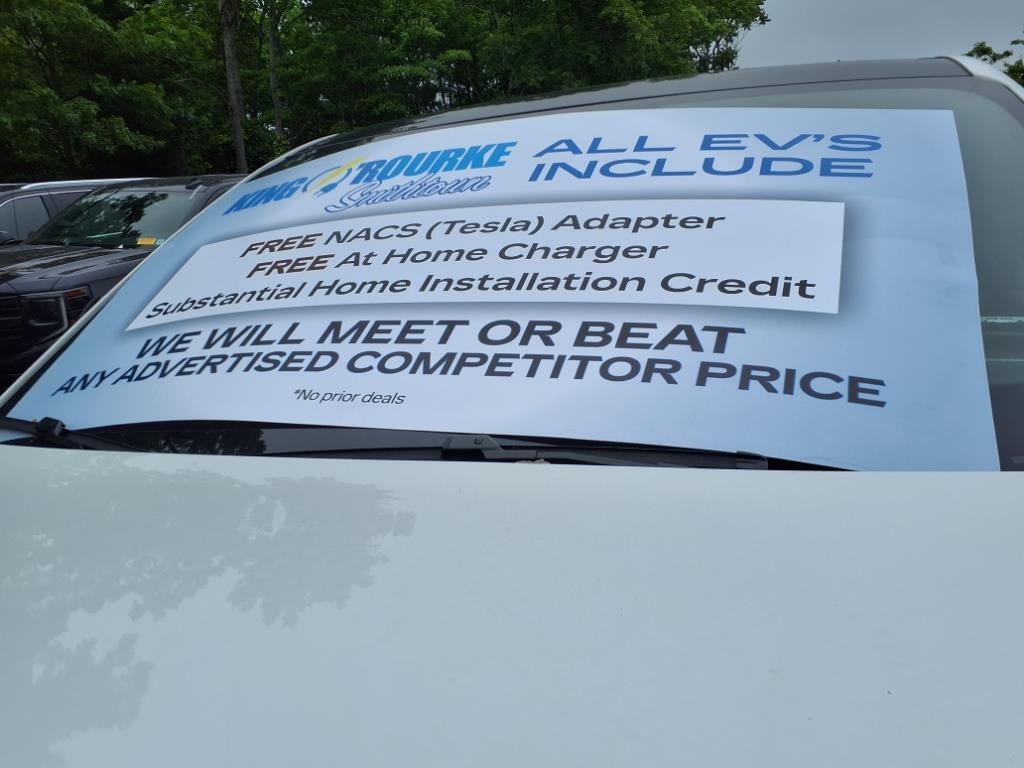 KING O'ROURKE
Smithtown
ALL EV'S
INCLUDE
FREE NACS (Tesla) Adapter
FREE At Home Charger
Substantial Home Installation Credit
WE WILL MEET OR BEAT
ANY ADVERTISED COMPETITOR PRICE
*No prior deals